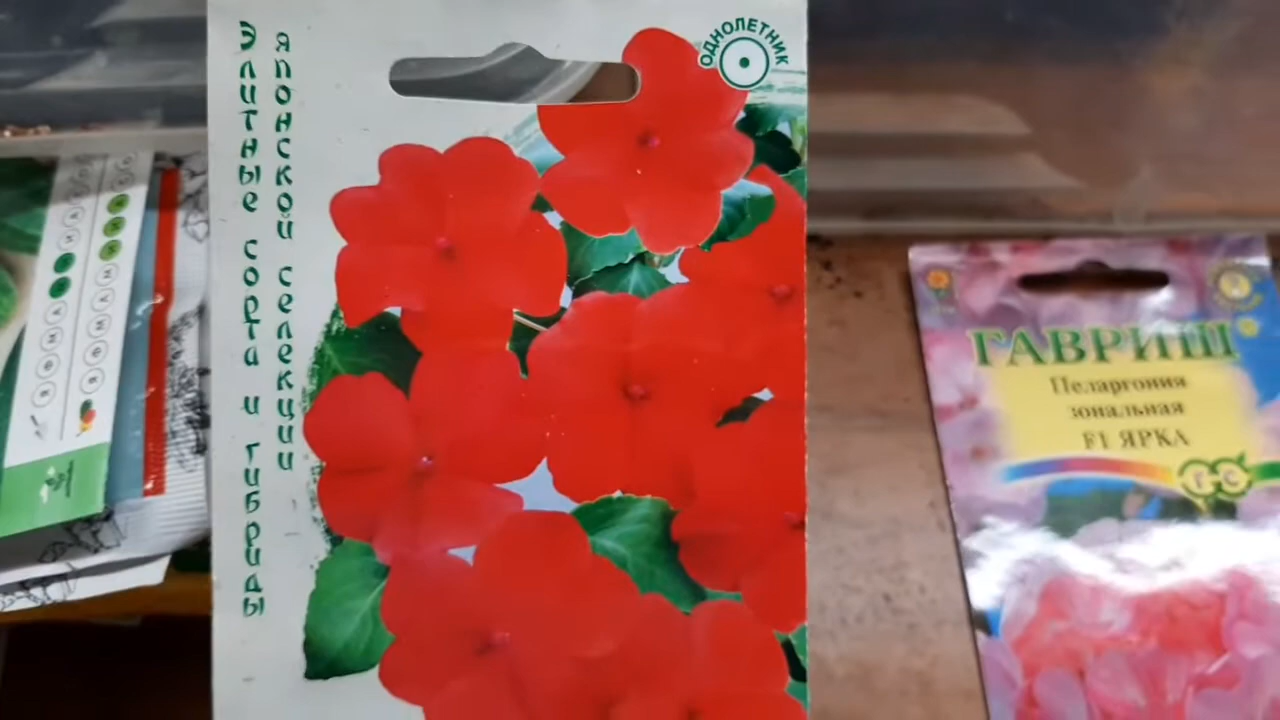 Элитные сорта и гибриды
японской селекции
ОДНОЛЕТНИК
ГАВРИШ
Пеларгония
зональная
F1 ЯРКА